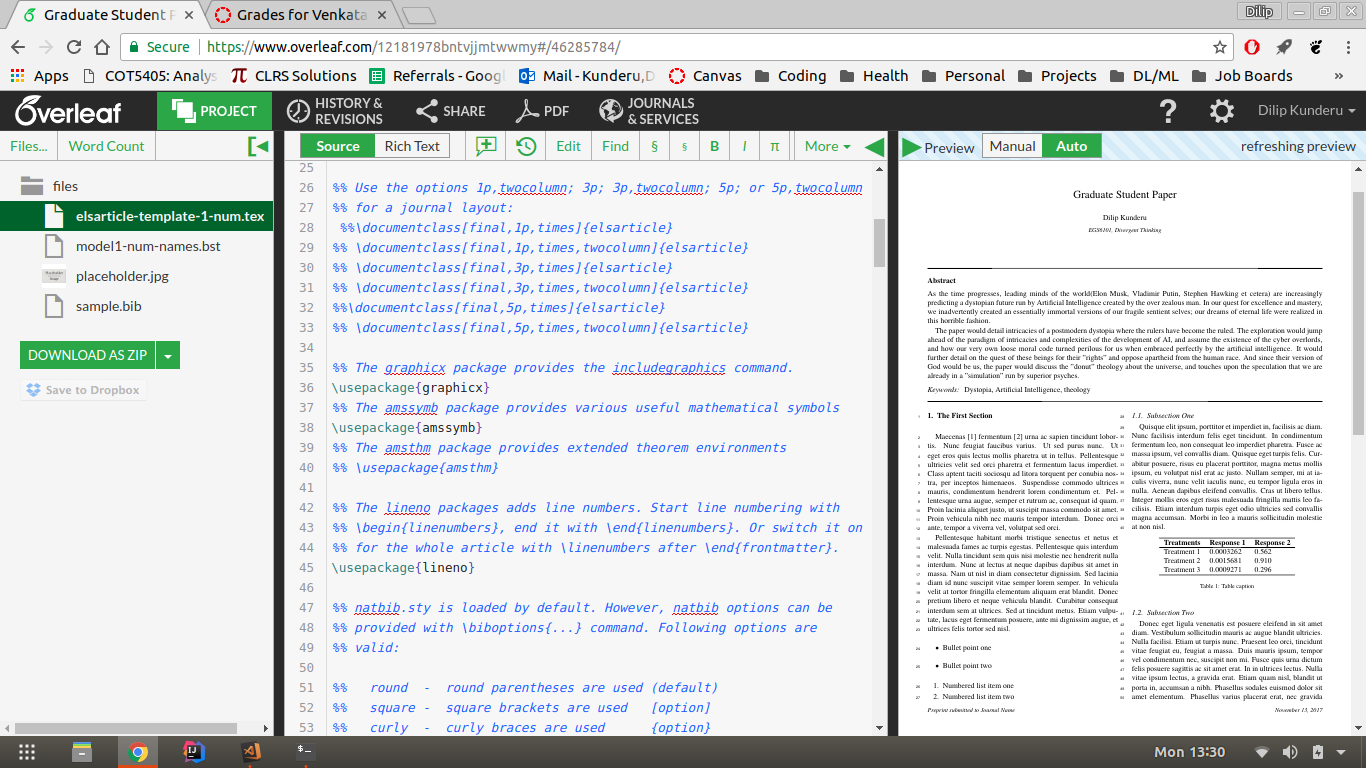 Graduate Student P
Grades for Venkata
Dilip
Secure
https://www.overleaf.com/12181978bntvjjmtwwmy#/46285784/
Apps
COT5405: Analys
CLRS Solutions
Referrals - Googl
Mail - Kunderu,D
Canvas
Coding
Health
Personal
Projects
DL/ML
Job Boards
»
Overleaf
PROJECT
HISTORY &
REVISIONS
SHARE
PDF
JOURNALS
& SERVICES
?
Dilip Kunderu
Files...
Word Count
Source
Rich Text
Edit
Find
§
§
B
I
π
More
Preview
Manual
Auto
refreshing preview
files
elsarticle-template-1-num.tex
model1-num-names.bst
placeholder.jpg
sample.bib
DOWNLOAD AS ZIP
Save to Dropbox
25
26 %% Use the options 1p,twocolumn; 3p; 3p,twocolumn; 5p; or 5p,twocolumn
27 %% for a journal layout:
28 %%\documentclass[final,1p,times]{elsarticle}
29 %% \documentclass[final,1p,times,twocolumn]{elsarticle}
30 %% \documentclass[final,3p,times]{elsarticle}
31 %% \documentclass[final,3p,times,twocolumn]{elsarticle}
32 %%\documentclass[final,5p,times]{elsarticle}
33 %% \documentclass[final,5p,times,twocolumn]{elsarticle}
34
35 %% The graphicx package provides the includegraphics command.
36 \usepackage{graphicx}
37 %% The amssymb package provides various useful mathematical symbols
38 \usepackage{amssymb}
39 %% The amsthm package provides extended theorem environments
40 %% \usepackage{amsthm}
41
42 %% The lineno packages adds line numbers. Start line numbering with
43 %% \begin{linenumbers}, end it with \end{linenumbers}. Or switch it on
44 %% for the whole article with \linenumbers after \end{frontmatter}.
45 \usepackage{lineno}
46
47 %% natbib.sty is loaded by default. However, natbib options can be
48 %% provided with \biboptions{...} command. Following options are
49 %% valid:
50
51 %%   round  -  round parentheses are used (default)
52 %%   square -  square brackets are used   [option]
53 %%   curly  -  curly braces are used      {option}
Graduate Student Paper
Dilip Kunderu
EGS6101, Divergent Thinking
Abstract
As the time progresses, leading minds of the world(Elon Musk, Vladimir Putin, Stephen Hawking et cetera) are increasingly
predicting a dystopian future run by Artificial Intelligence created by the over zealous man. In our quest for excellence and mastery,
we inadvertently created an essentially immortal versions of our fragile sentient selves; our dreams of eternal life were realized in
this horrible fashion.
The paper would detail intricacies of a postmodern dystopia where the rulers have become the ruled. The exploration would jump
ahead of the paradigm of intricacies and complexities of the development of AI, and assume the existence of the cyber overlords,
and how our very own loose moral code turned perilous for us when embraced perfectly by the artificial intelligence. It would
further detail on the quest of these beings for their "rights" and oppose apartheid from the human race. And since their version of
God would be us, the paper would discuss the "donut" theology about the universe, and touches upon the speculation that we are
already in a "simulation" run by superior psyches.
Keywords: Dystopia, Artificial Intelligence, theology
1. The First Section
Maecenas [1] fermentum [2] urna ac sapien tincidunt lobor-
tis. Nunc feugiat faucibus varius. Ut sed purus nunc. Ut
eget eros quis lectus mollis pharetra ut in tellus. Pellentesque
ultricies velit sed orci pharetra et fermentum lacus imperdiet.
Class aptent taciti sociosqu ad litora torquent per conubia nos-
tra, per inceptos himenaeos. Suspendisse commodo ultrices
mauris, condimentum hendrerit lorem condimentum et. Pel-
lentesque urna augue, semper et rutrum ac, consequat id quam.
Proin lacinia aliquet justo, ut suscipit massa commodo sit amet.
Proin vehicula nibh nec mauris tempor interdum. Donec orci
ante, tempor a viverra vel, volutpat sed orci.
Pellentesque habitant morbi tristique senectus et netus et
malesuada fames ac turpis egestas. Pellentesque quis interdum
velit. Nulla tincidunt sem quis nisi molestie nec hendrerit nulla
interdum. Nunc at lectus at neque dapibus dapibus sit amet in
massa. Nam ut nisl in diam consectetur dignissim. Sed lacinia
diam id nunc suscipit vitae semper lorem semper. In vehicula
velit at tortor fringilla elementum aliquam erat blandit. Donec
pretium libero et neque vehicula blandit. Curabitur consequat
interdum sem at ultrices. Sed at tincidunt metus. Etiam vulpu-
tate, lacus eget fermentum posuere, ante mi dignissim augue, et
ultrices felis tortor sed nisl.
• Bullet point one
• Bullet point two
1. Numbered list item one
2. Numbered list item two
1.1. Subsection One
Quisque elit ipsum, porttitor et imperdiet in, facilisis ac diam.
Nunc facilisis interdum felis eget tincidunt. In condimentum
fermentum leo, non consequat leo imperdiet pharetra. Fusce ac
massa ipsum, vel convallis diam. Quisque eget turpis felis. Cur-
abitur posuere, risus eu placerat porttitor, magna metus mollis
ipsum, eu volutpat nisl erat ac justo. Nullam semper, mi at ia-
culis viverra, nunc velit iaculis nunc, eu tempor ligula eros in
nulla. Aenean dapibus eleifend convallis. Cras ut libero tellus.
Integer mollis eros eget risus malesuada fringilla mattis leo fa-
cilisis. Etiam interdum turpis eget odio ultricies sed convallis
magna accumsan. Morbi in leo a mauris sollicitudin molestie
at non nisl.
Treatments Response 1 Response 2
Treatment 1 0.0003262 0.562
Treatment 2 0.0015681 0.910
Treatment 3 0.0009271 0.296
Table 1: Table caption
1.2. Subsection Two
Donec eget ligula venenatis est posuere eleifend in sit amet
diam. Vestibulum sollicitudin mauris ac augue blandit ultricies.
Nulla facilisi. Etiam ut turpis nunc. Praesent leo orci, tincidunt
vitae feugiat eu, feugiat a massa. Duis mauris ipsum, tempor
vel condimentum nec, suscipit non mi. Fusce quis urna dictum
felis posuere sagittis ac sit amet erat. In in ultrices lectus. Nulla
vitae ipsum lectus, a gravida erat. Etiam quam nisl, blandit ut
porta in, accumsan a nibh. Phasellus sodales euismod dolor sit
amet elementum. Phasellus varius placerat erat, nec gravida
Preprint submitted to Journal Name
November 13, 2017
Mon 13:30